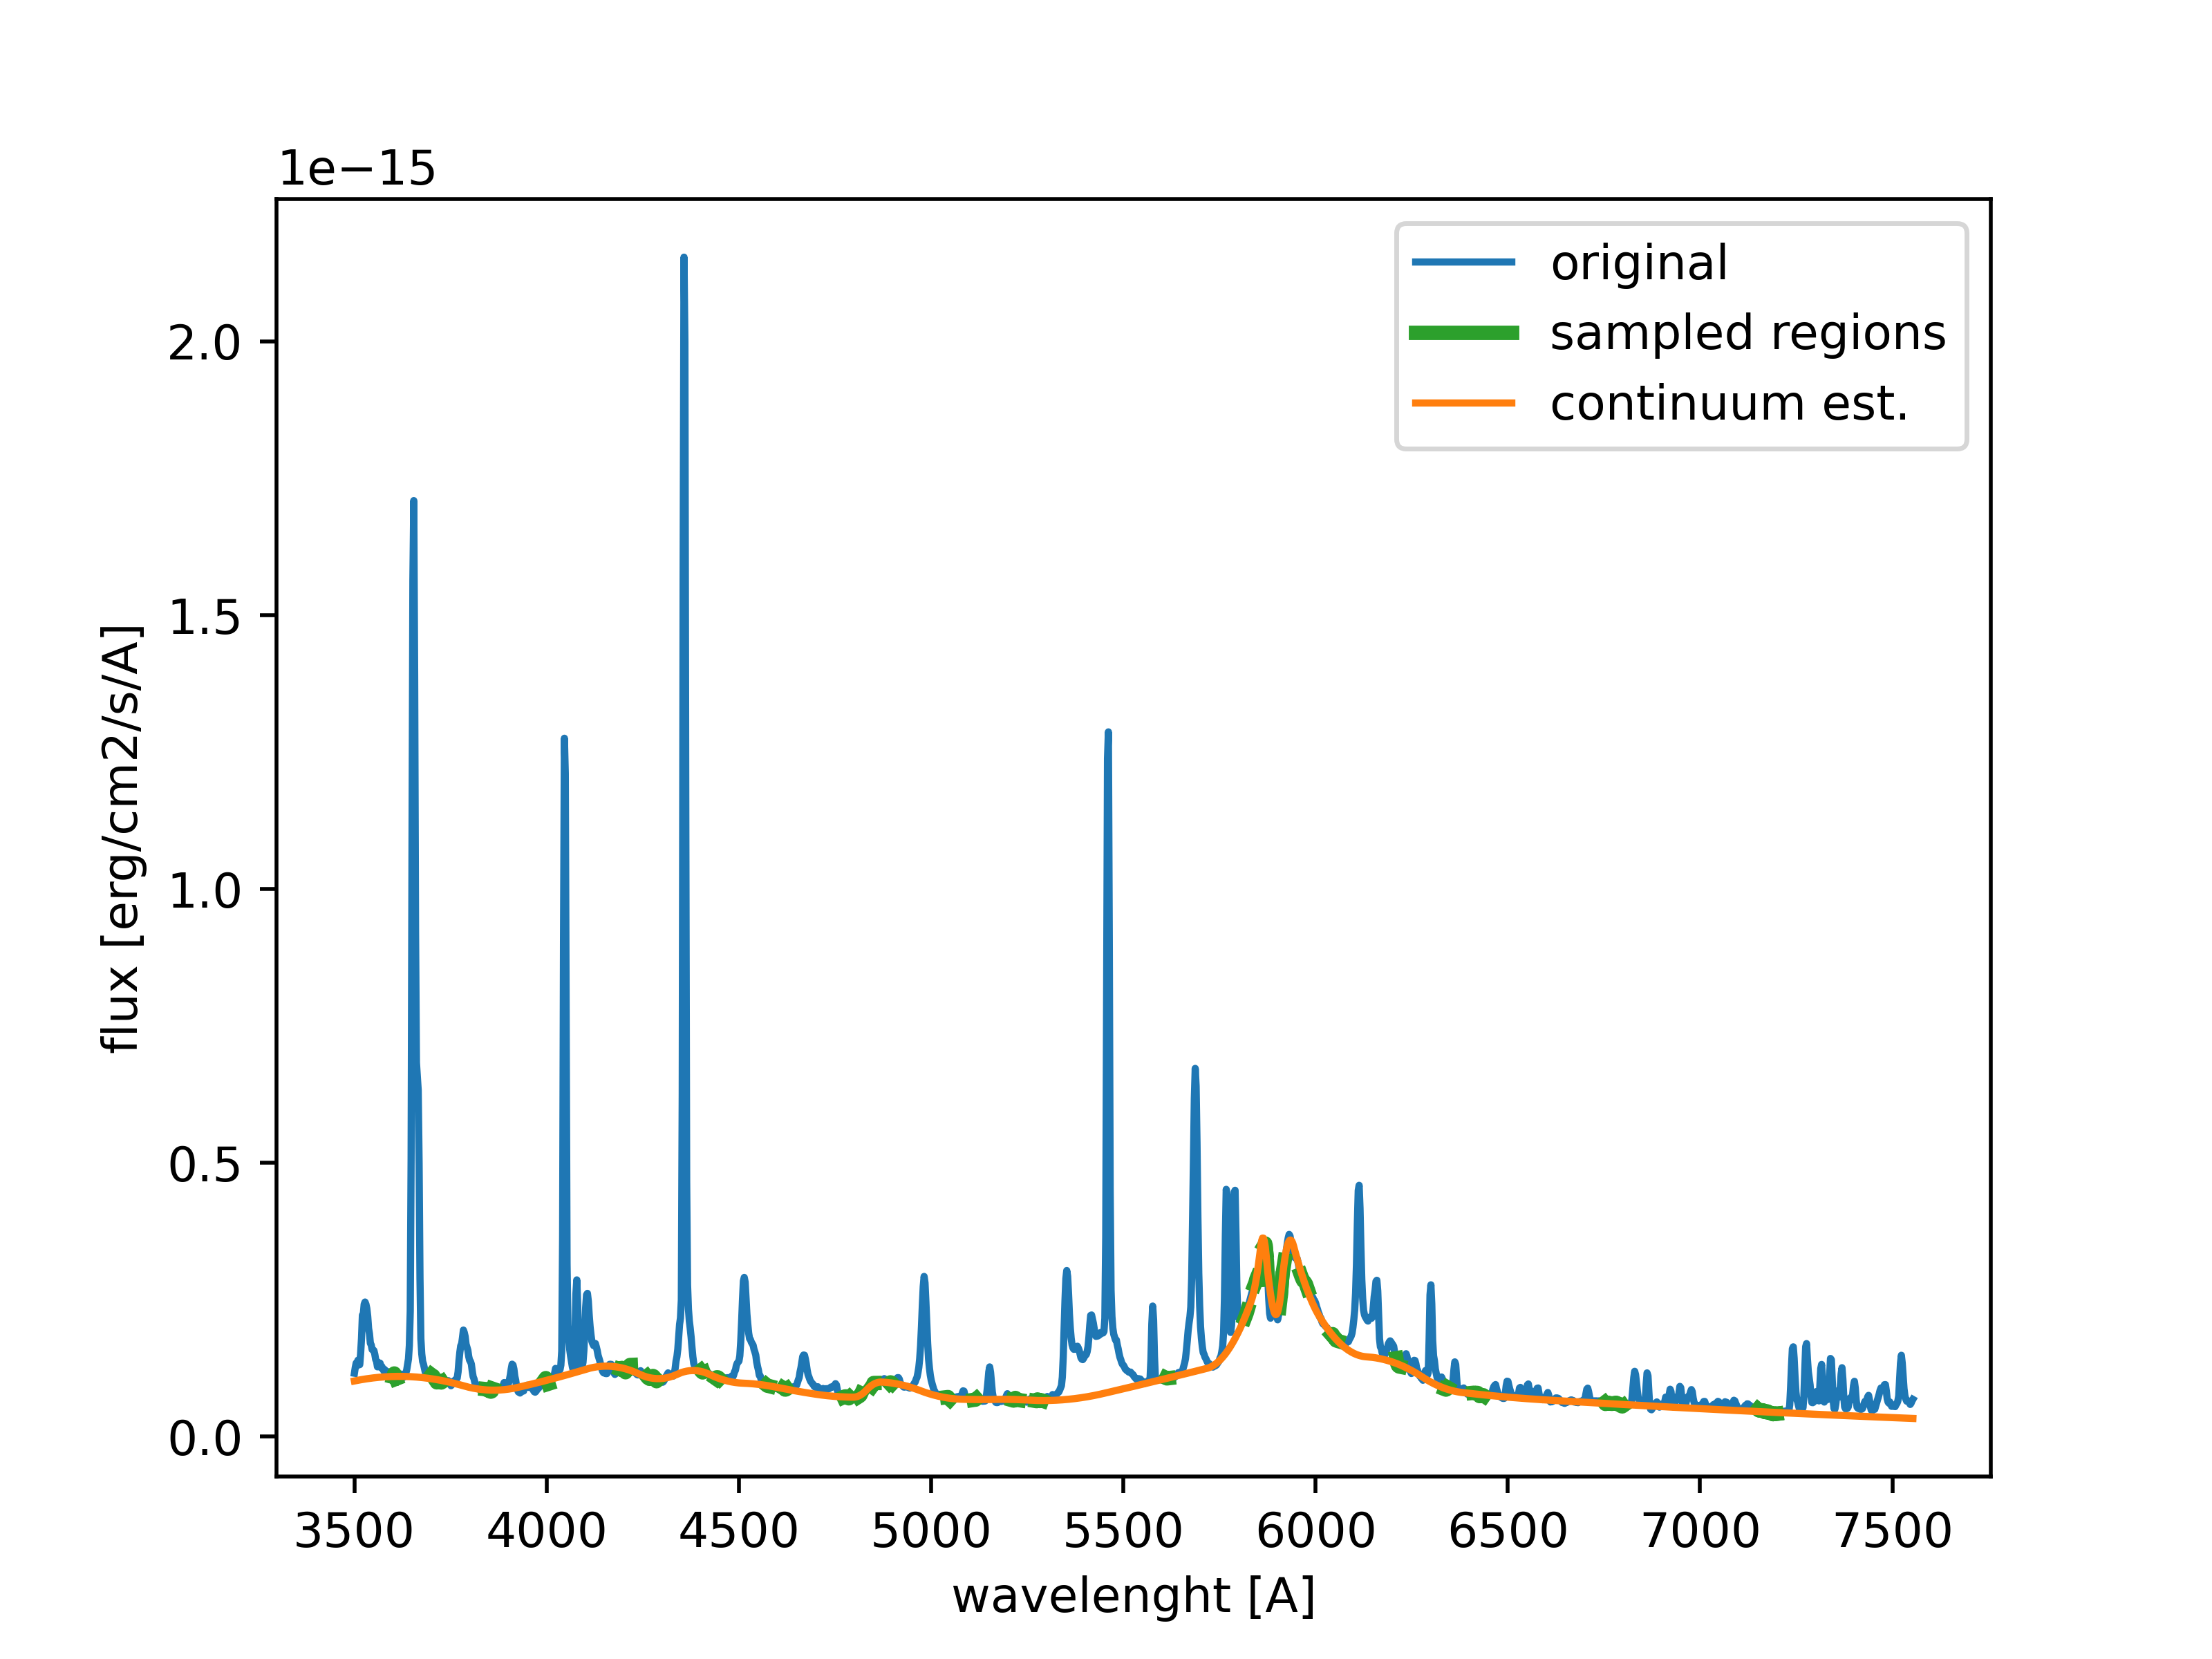 1e−15
2.0
1.5
1.0
0.5
0.0
flux [erg/cm2/s/A]
original
sampled regions
continuum est.
3500 4000 4500 5000 5500 6000 6500 7000 7500
wavelenght [A]